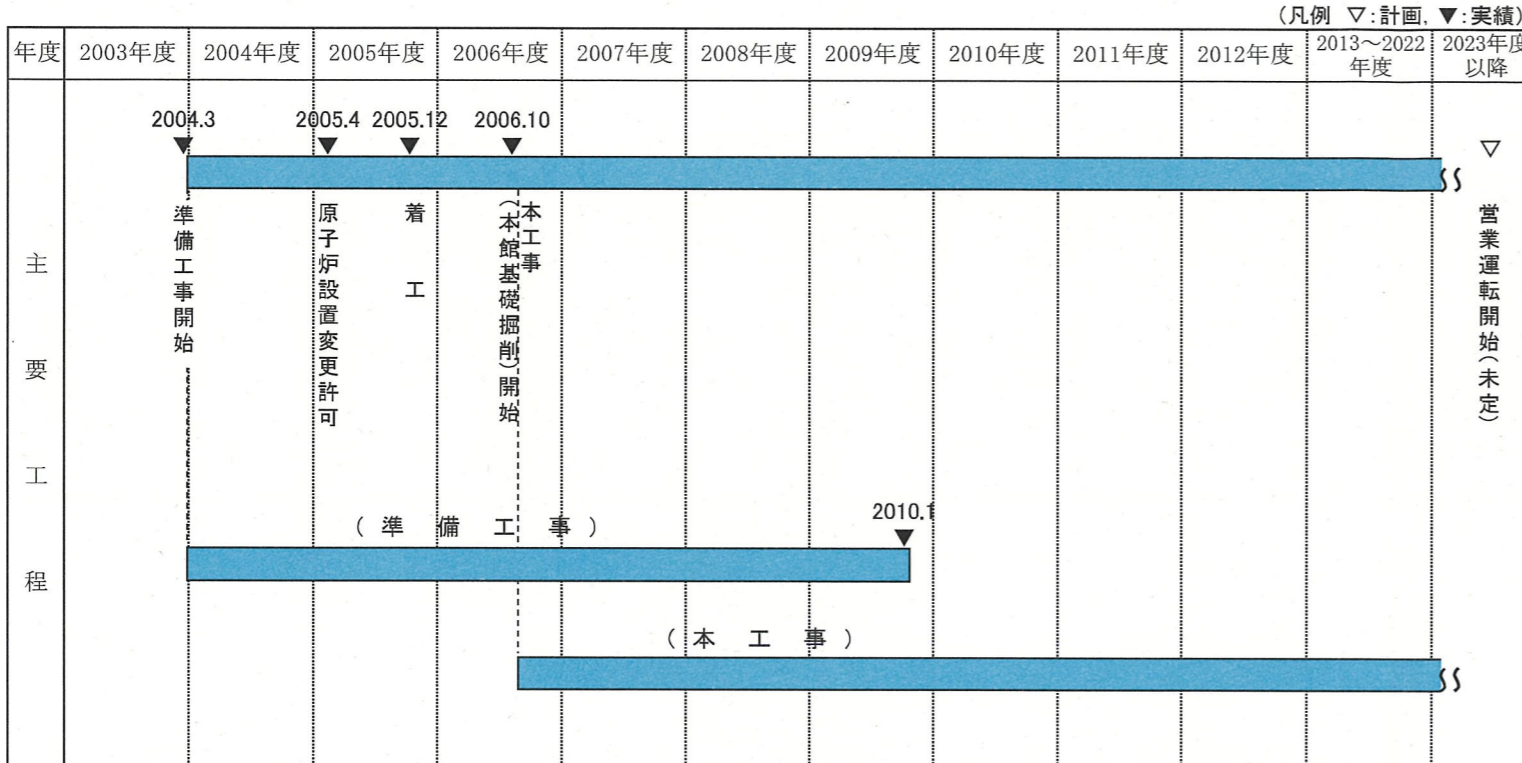 (凡例 ▽:計画, ▼:実績)
年度 2003年度 2004年度 2005年度 2006年度 2007年度 2008年度 2009年度 2010年度 2011年度 2012年度 2013～2022年度 2023年度以降
主要工程
2004.3 2005.4 2005.12 2006.10
準備工事開始
原子炉設置変更許可
着工
本工事
(本館基礎掘削)開始
営業運転開始(未定)
(準備工事)
2010.1
(本工事)